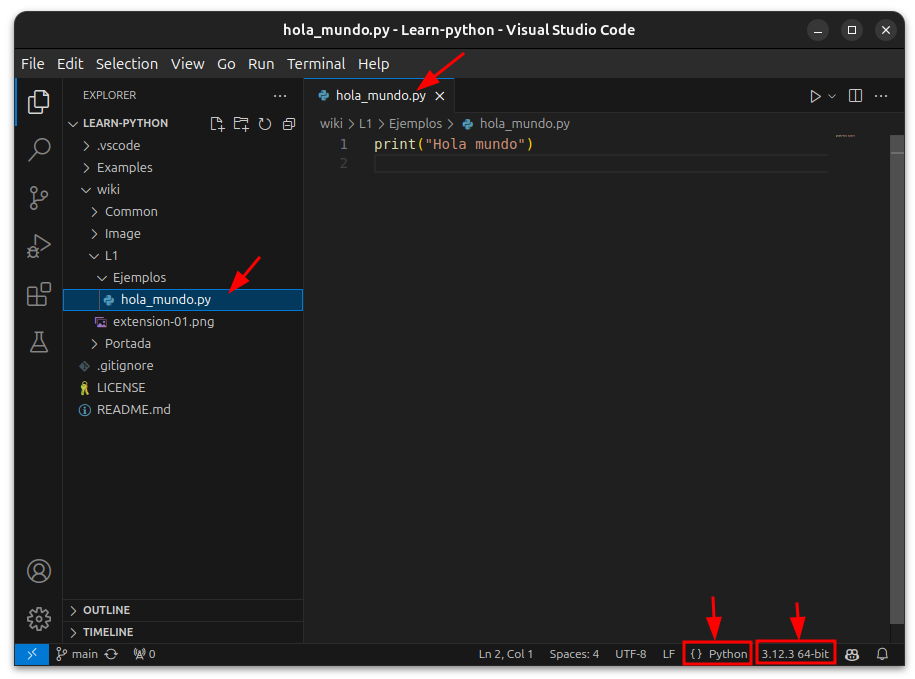 hola_mundo.py - Learn-python - Visual Studio Code
File Edit Selection View Go Run Terminal Help
EXPLORER
LEARN-PYTHON
.vscode
Examples
wiki
Common
Image
L1
Ejemplos
hola_mundo.py
extension-01.png
Portada
.gitignore
LICENSE
README.md
OUTLINE
TIMELINE
hola_mundo.py
wiki > L1 > Ejemplos > hola_mundo.py
1 print("Hola mundo")
2
main 0 Ln 2, Col 1 Spaces: 4 UTF-8 LF {} Python 3.12.3 64-bit